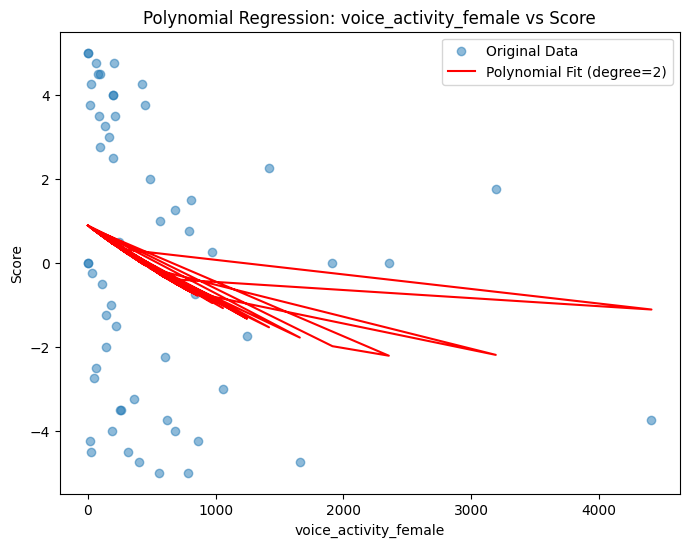 Polynomial Regression: voice_activity_female vs Score
Original Data
Polynomial Fit (degree=2)
Score
4
2
0
−2
−4
0
1000
2000
3000
4000
voice_activity_female